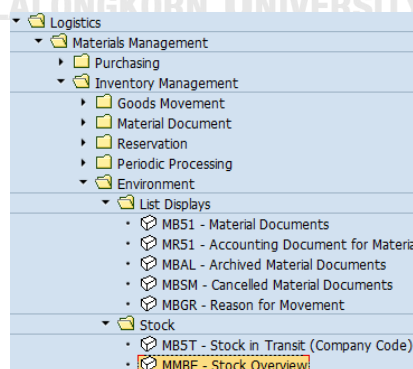 Logistics
Materials Management
Purchasing
Inventory Management
Goods Movement
Material Document
Reservation
Periodic Processing
Environment
List Displays
MB51 - Material Documents
MR51 - Accounting Document for Materia
MBAL - Archived Material Documents
MBSM - Cancelled Material Documents
MBGR - Reason for Movement
Stock
MB5T - Stock in Transit (Company Code)
MMBE - Stock Overview